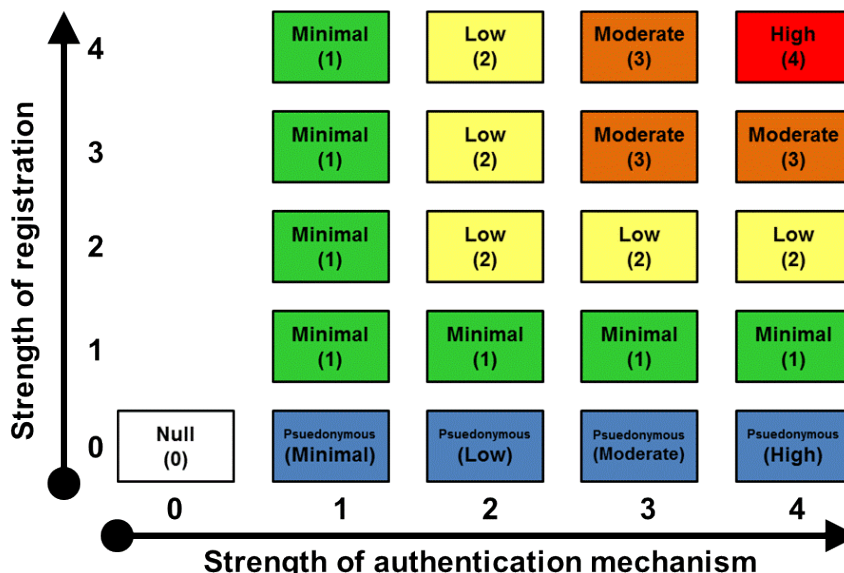 Strength of registration
4
Minimal
(1)
Low
(2)
Moderate
(3)
High
(4)
3
Minimal
(1)
Low
(2)
Moderate
(3)
Moderate
(3)
2
Minimal
(1)
Low
(2)
Low
(2)
Low
(2)
1
Minimal
(1)
Minimal
(1)
Minimal
(1)
Minimal
(1)
0
Null
(0)
Psuedonymous
(Minimal)
Psuedonymous
(Low)
Psuedonymous
(Moderate)
Psuedonymous
(High)
0 1 2 3 4
Strength of authentication mechanism